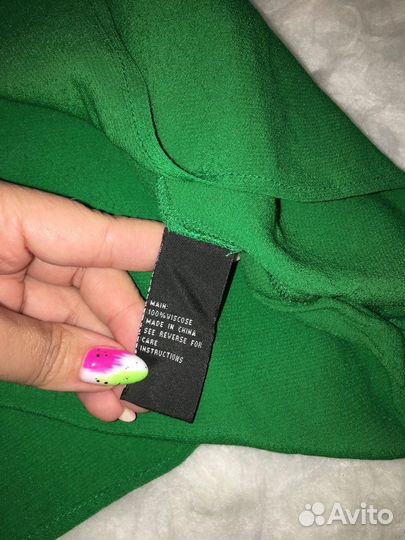 MAIN:
100%VISCOSE
MADE IN CHINA
SEE REVERSE FOR
CARE
INSTRUCTIONS
Avito